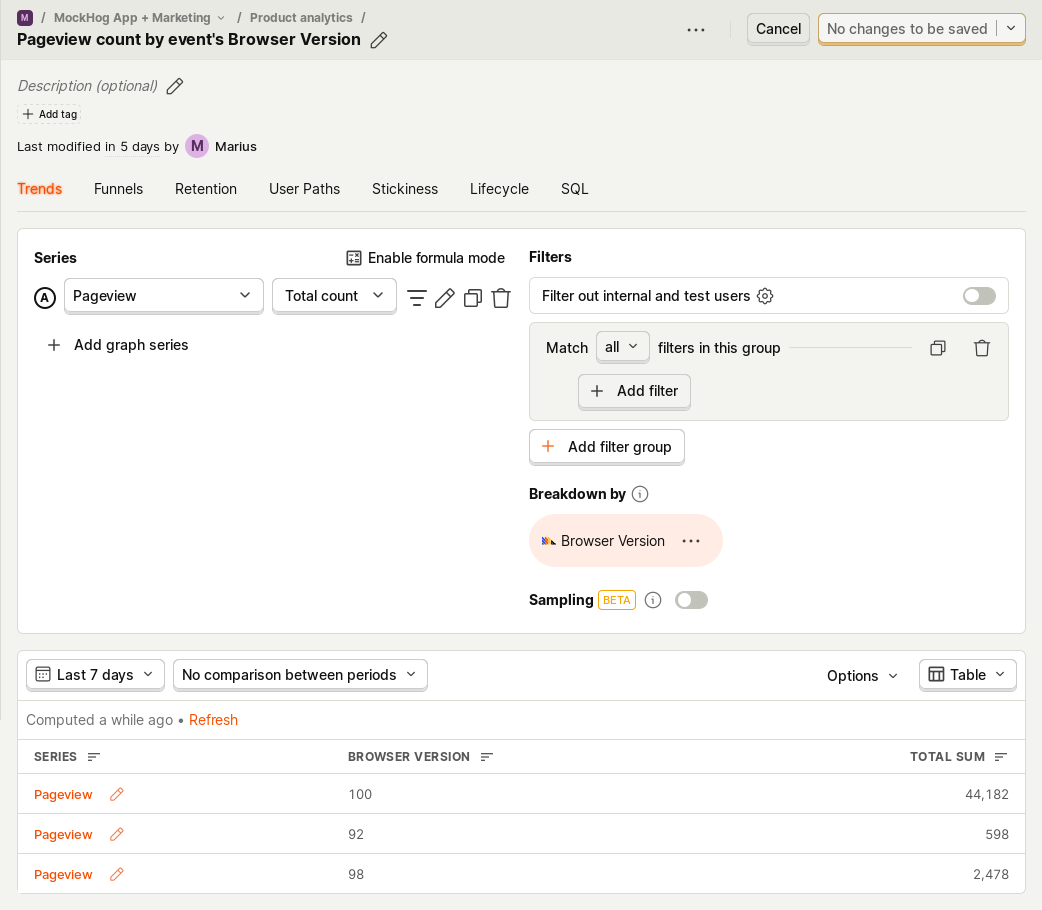 M / MockHog App + Marketing / Product analytics /
Pageview count by event's Browser Version
Cancel
No changes to be saved
Description (optional)
Add tag
Last modified in 5 days by M Marius
Trends Funnels Retention User Paths Stickiness Lifecycle SQL
Series
Enable formula mode
A Pageview Total count
Add graph series
Filters
Filter out internal and test users
Match all filters in this group
Add filter
Add filter group
Breakdown by
Browser Version
Sampling BETA
Last 7 days No comparison between periods Options Table
Computed a while ago • Refresh
SERIES BROWSER VERSION TOTAL SUM
Pageview 100 44,182
Pageview 92 598
Pageview 98 2,478